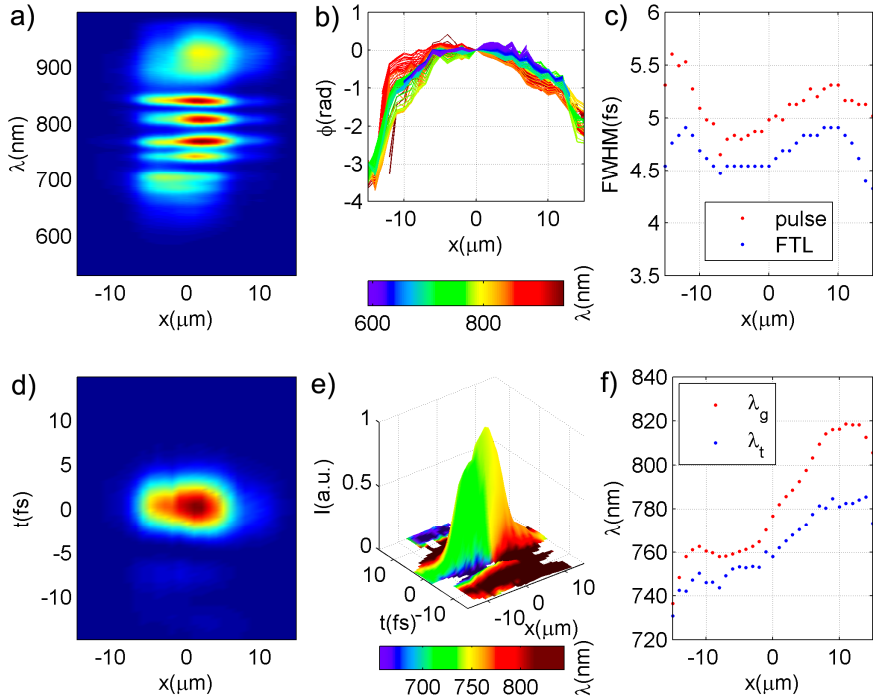 a)
900
800
700
600
λ(nm)
-10
0
10
x(μm)
b)
1
0
-1
-2
-3
-4
ϕ(rad)
-10
0
10
x(μm)
600
800
λ(nm)
c)
6
5.5
5
4.5
4
3.5
FWHM(fs)
pulse
FTL
-10
0
10
x(μm)
d)
10
5
0
-5
-10
t(fs)
-10
0
10
x(μm)
e)
1
0.5
0
I(a.u.)
10
0
-10
t(fs)
-10
0
10
x(μm)
700
750
800
λ(nm)
f)
840
820
800
780
760
740
720
λ(nm)
λg
λt
-10
0
10
x(μm)